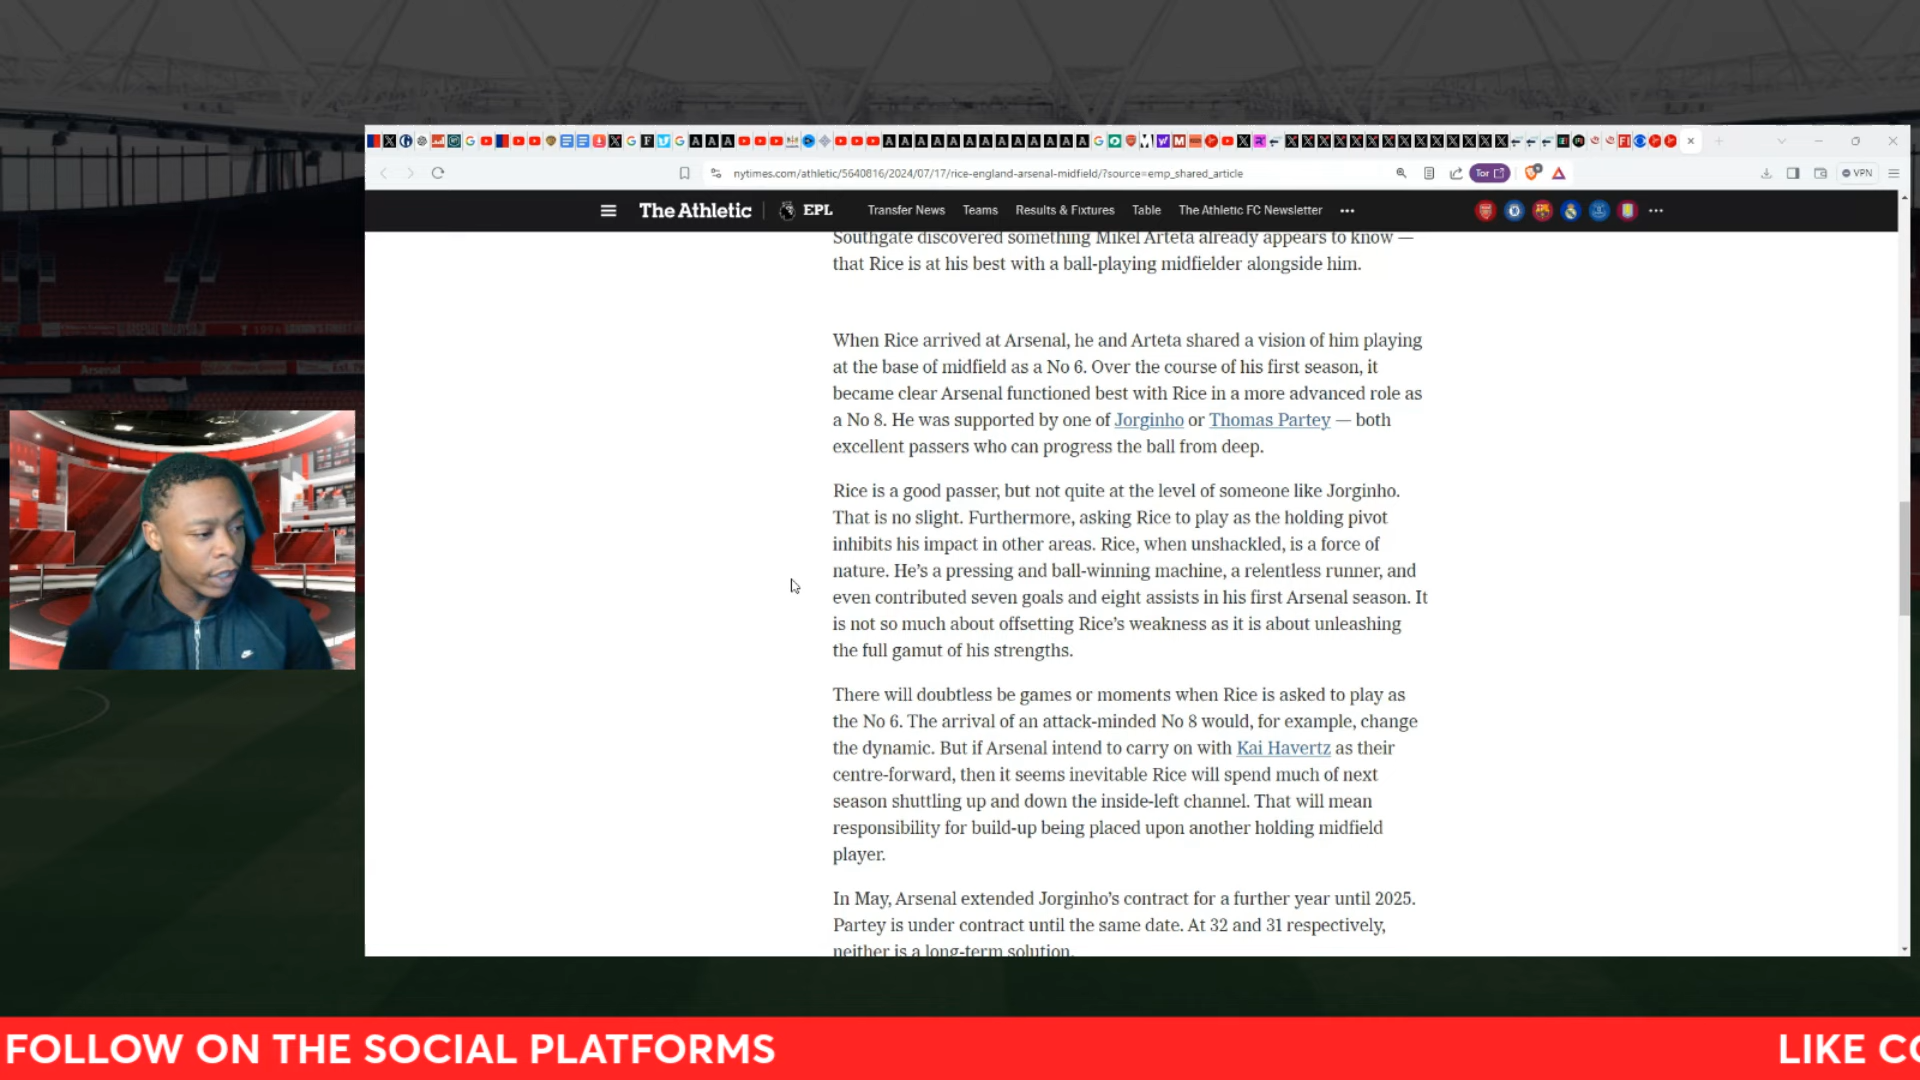 nytimes.com/athletic/5640816/2024/07/17/rice-england-arsenal-midfield/?source=emp_shared_article
Tor
VPN
The Athletic
EPL
Transfer News
Teams
Results & Fixtures
Table
The Athletic FC Newsletter
Southgate discovered something Mikel Arteta already appears to know —
that Rice is at his best with a ball-playing midfielder alongside him.
When Rice arrived at Arsenal, he and Arteta shared a vision of him playing
at the base of midfield as a No 6. Over the course of his first season, it
became clear Arsenal functioned best with Rice in a more advanced role as
a No 8. He was supported by one of Jorginho or Thomas Partey — both
excellent passers who can progress the ball from deep.
Rice is a good passer, but not quite at the level of someone like Jorginho.
That is no slight. Furthermore, asking Rice to play as the holding pivot
inhibits his impact in other areas. Rice, when unshackled, is a force of
nature. He's a pressing and ball-winning machine, a relentless runner, and
even contributed seven goals and eight assists in his first Arsenal season. It
is not so much about offsetting Rice's weakness as it is about unleashing
the full gamut of his strengths.
There will doubtless be games or moments when Rice is asked to play as
the No 6. The arrival of an attack-minded No 8 would, for example, change
the dynamic. But if Arsenal intend to carry on with Kai Havertz as their
centre-forward, then it seems inevitable Rice will spend much of next
season shuttling up and down the inside-left channel. That will mean
responsibility for build-up being placed upon another holding midfield
player.
In May, Arsenal extended Jorginho's contract for a further year until 2025.
Partey is under contract until the same date. At 32 and 31 respectively,
neither is a long-term solution.
Arsenal
FOLLOW ON THE SOCIAL PLATFORMS
LIKE CO